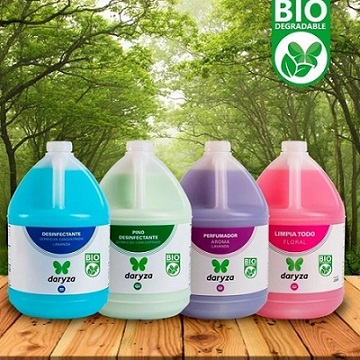 BIO
DEGRADABLE
DESINFECTANTE
LAVANDA
daryza
BIO
PINO
DESINFECTANTE
daryza
BIO
PERFUMADOR
AROMA
LAVANDA
daryza
BIO
LIMPIA TODO
FLORAL
daryza
BIO